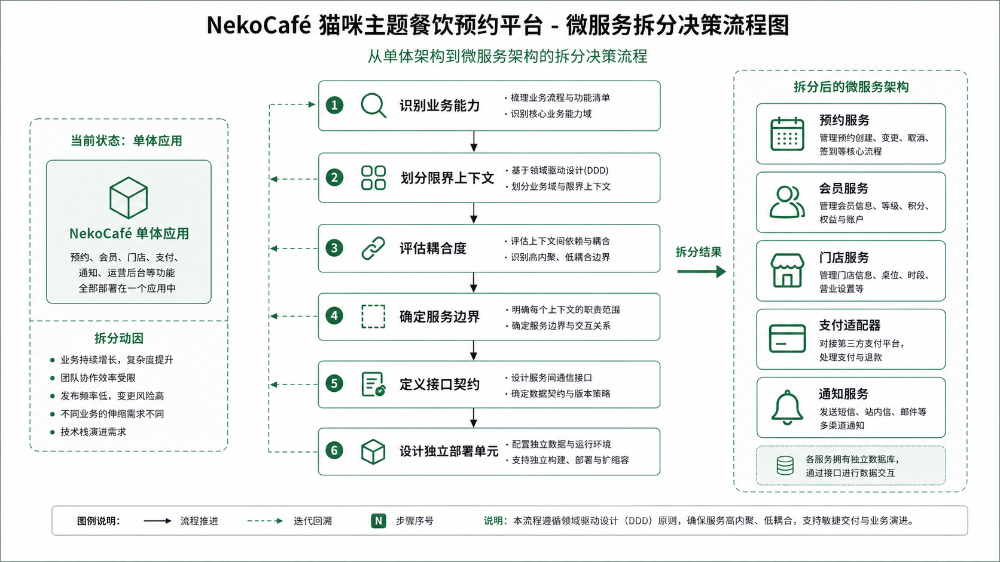 NekoCafé 猫咪主题餐饮预约平台 - 微服务拆分决策流程图
从单体架构到微服务架构的拆分决策流程
当前状态：单体应用
NekoCafé 单体应用
预约、会员、门店、支付、
通知、运营后台等功能
全部部署在一个应用中
拆分动因
● 业务持续增长，复杂度提升
● 团队协作效率受限
● 发布频率低，变更风险高
● 不同业务的伸缩需求不同
● 技术栈演进需求
1 识别业务能力
· 梳理业务流程与功能清单
· 识别核心业务能力域
2 划分限界上下文
· 基于领域驱动设计(DDD)
· 划分业务域与限界上下文
3 评估耦合度
· 评估上下文间依赖与耦合
· 识别高内聚、低耦合边界
4 确定服务边界
· 明确每个上下文的职责范围
· 确定服务边界与交互关系
5 定义接口契约
· 设计服务间通信接口
· 确定数据契约与版本策略
6 设计独立部署单元
· 配置独立数据与运行环境
· 支持独立构建、部署与扩缩容
拆分结果
拆分后的微服务架构
预约服务
管理预约创建、变更、取消、
签到等核心流程
会员服务
管理会员信息、等级、积分、
权益与账户
门店服务
管理门店信息、桌位、时段、
营业设置等
支付适配器
对接第三方支付平台，
处理支付与退款
通知服务
发送短信、站内信、邮件等
多渠道通知
各服务拥有独立数据库，
通过接口进行数据交互
图例说明： 流程推进 迭代回溯 N 步骤序号 说明：本流程遵循领域驱动设计（DDD）原则，确保服务高内聚、低耦合，支持敏捷交付与业务演进。